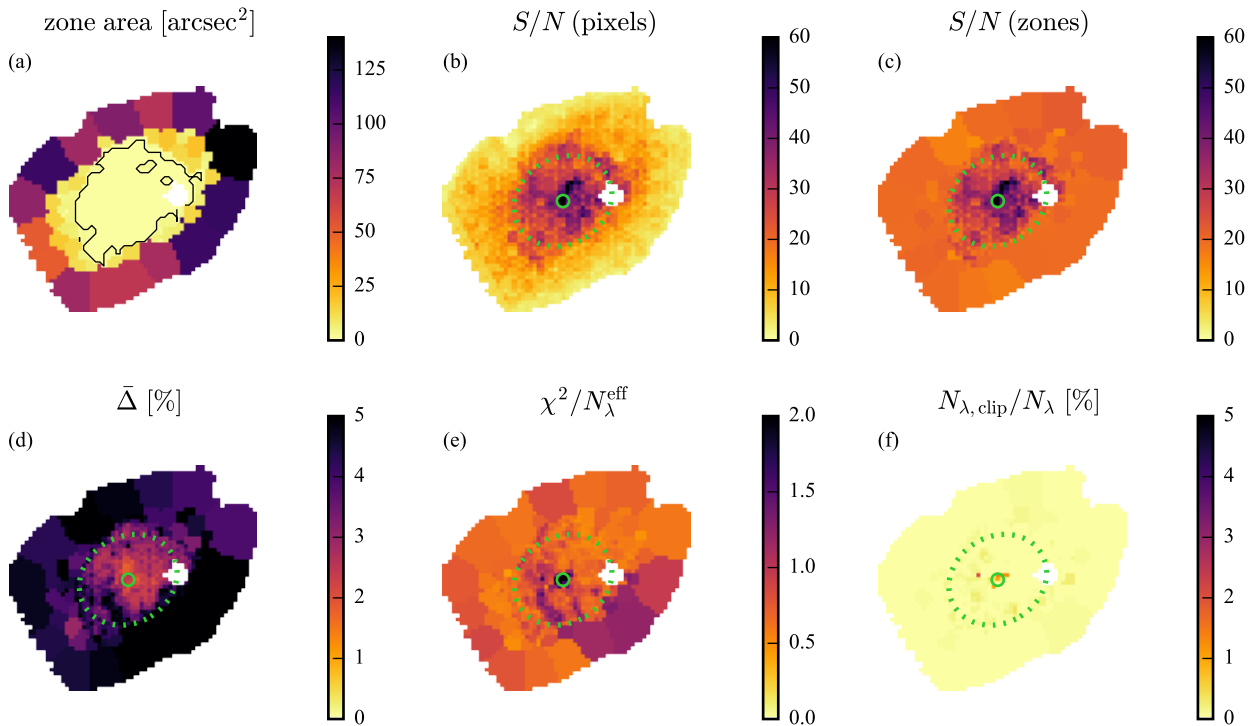 zone area [arcsec²] S/N (pixels) S/N (zones)
(a) (b) (c)
125 100 75 50 25 0
60 50 40 30 20 10 0
60 50 40 30 20 10 0
Δ̄ [%] χ²/N_λ^eff N_λ, clip/N_λ [%]
(d) (e) (f)
5 4 3 2 1 0
2.0 1.5 1.0 0.5 0.0
5 4 3 2 1 0